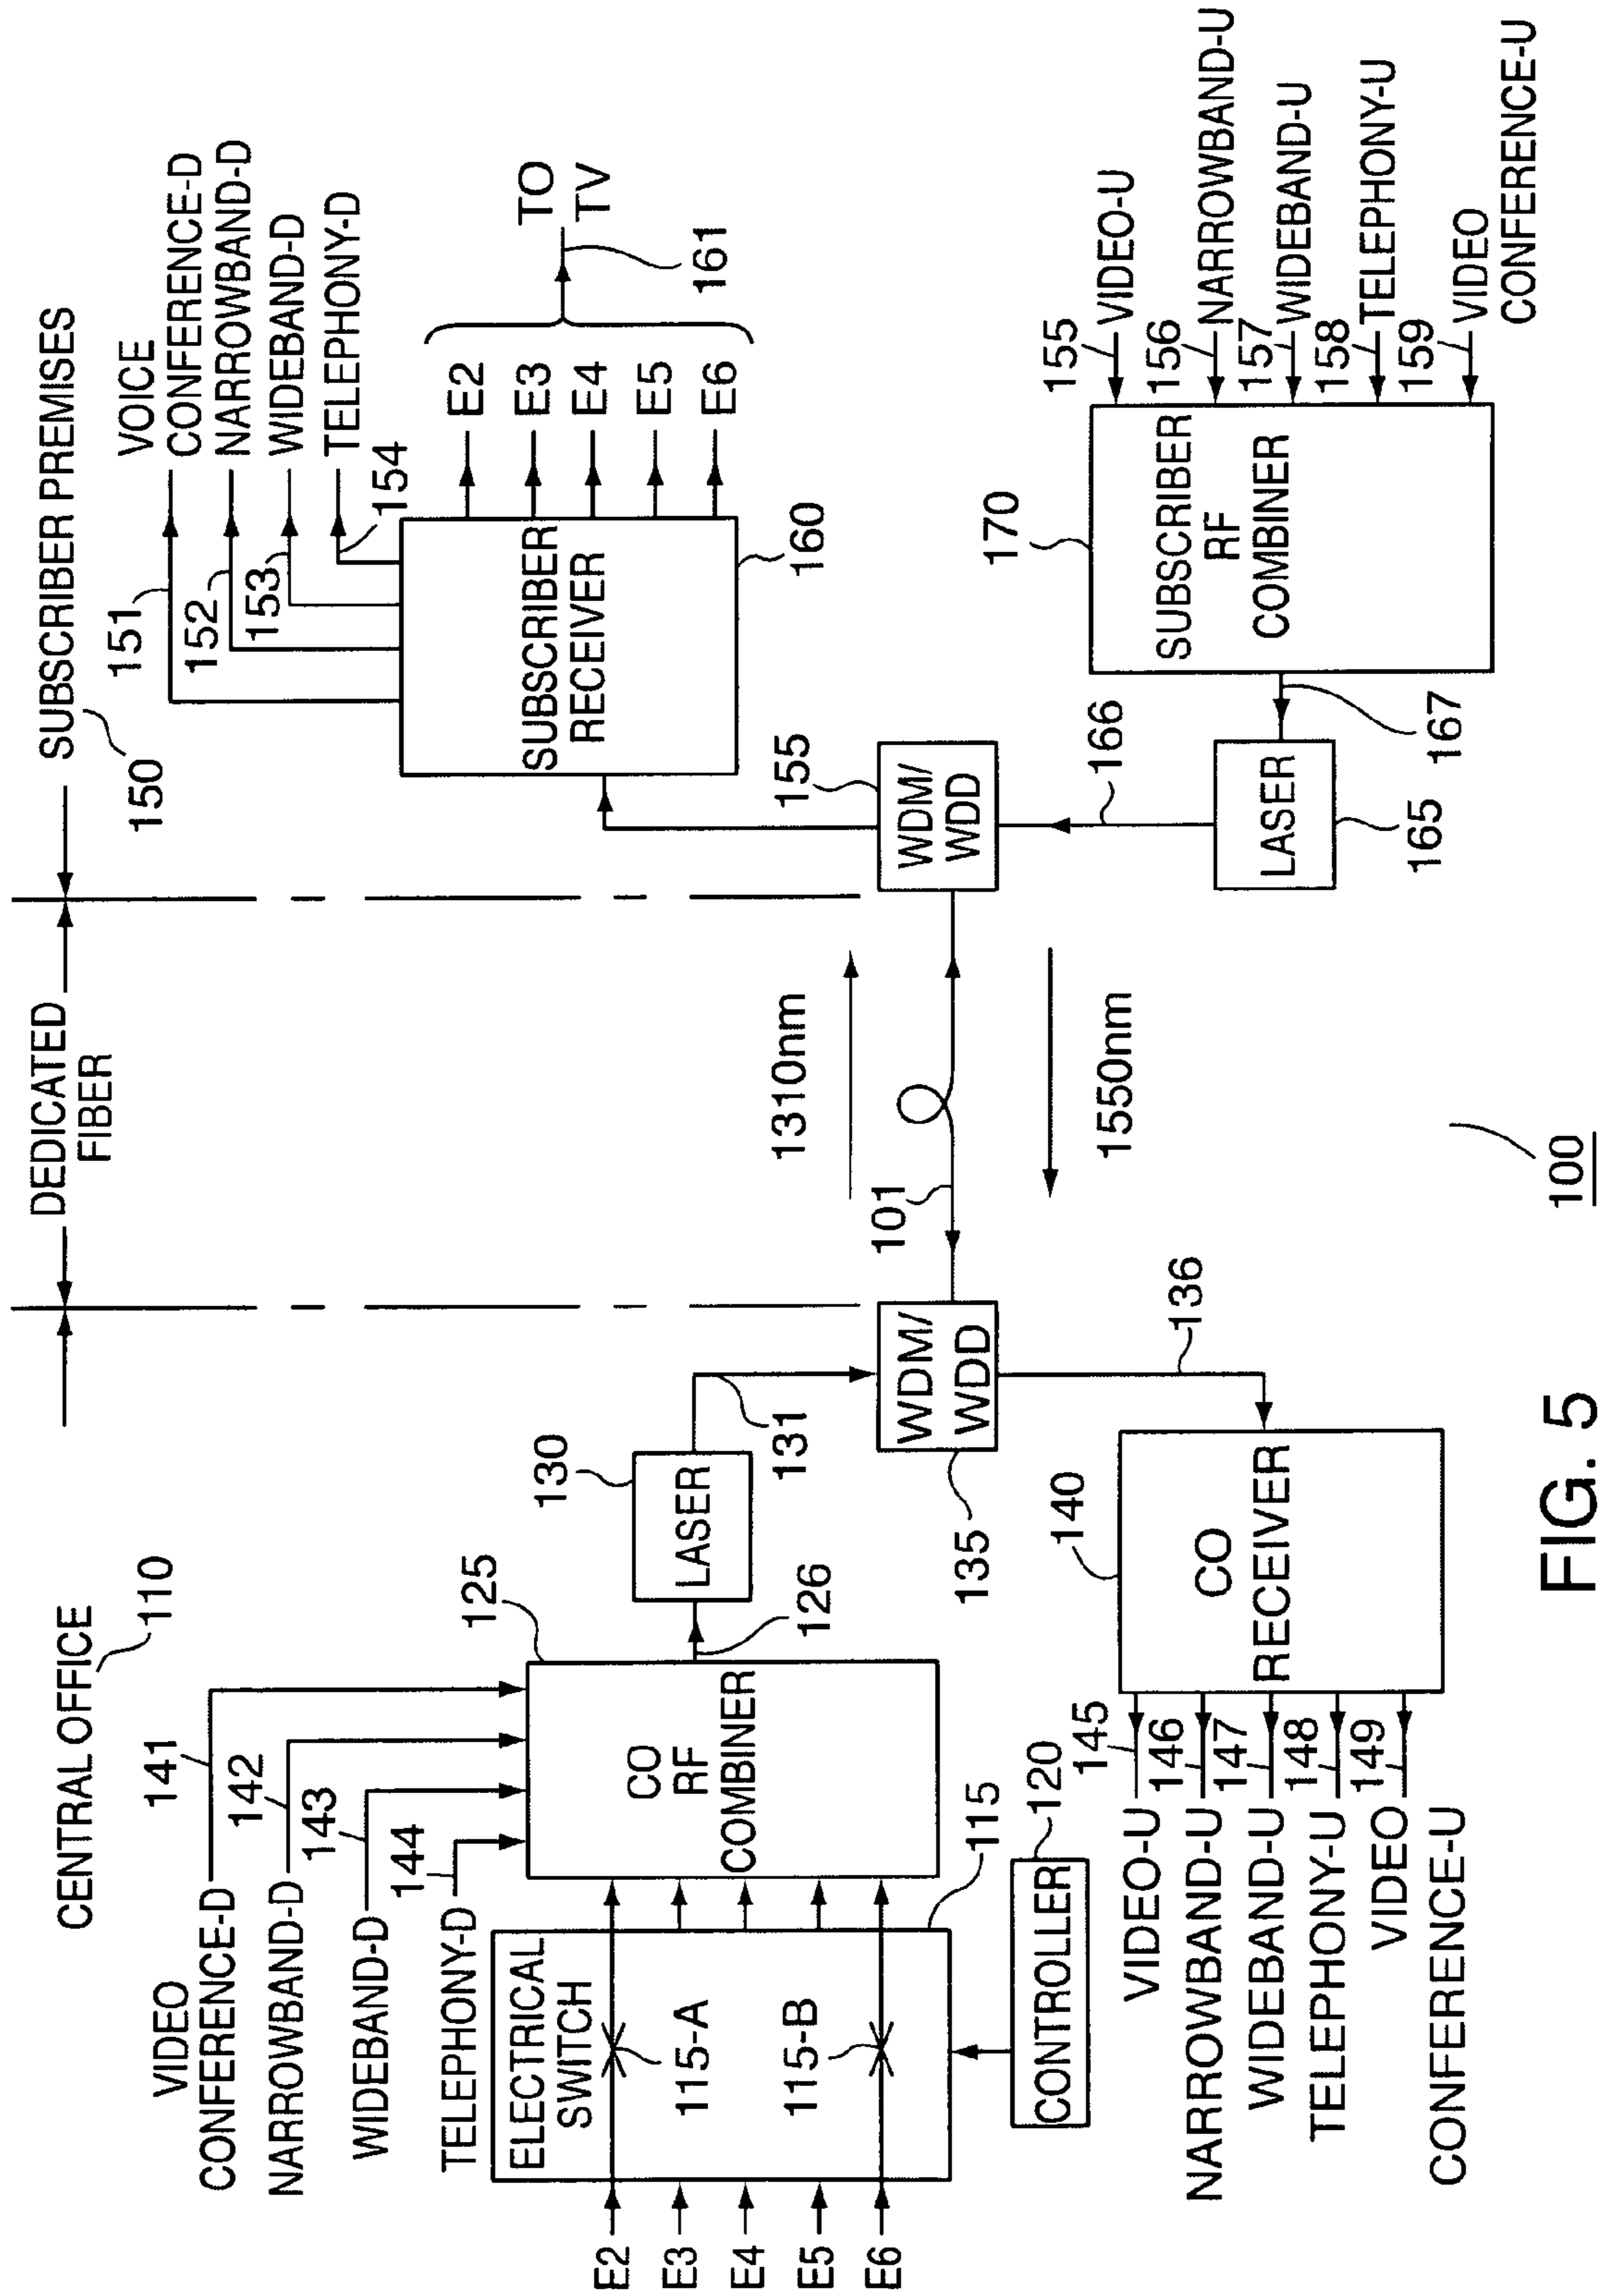 CENTRAL OFFICE
110
DEDICATED
FIBER
SUBSCRIBER PREMISES
150
VIDEO
CONFERENCE-D
141
NARROWBAND-D
142
WIDEBAND-D
143
TELEPHONY-D
144
ELECTRICAL
SWITCH
115-A
115-B
115
E2
E3
E4
E5
E6
CONTROLLER
120
CO
RF
COMBINER
125
126
LASER
130
131
WDM/
WDD
135
136
CO
RECEIVER
140
145
146
147
148
149
VIDEO-U
NARROWBAND-U
WIDEBAND-U
TELEPHONY-U
VIDEO
CONFERENCE-U
101
1310nm
1550nm
WDM/
WDD
155
VOICE
CONFERENCE-D
NARROWBAND-D
WIDEBAND-D
TELEPHONY-D
151
152
153
154
SUBSCRIBER
RECEIVER
160
E2
E3
E4
E5
E6
TO
TV
161
LASER
165
166
167
SUBSCRIBER
RF
COMBINER
170
155
VIDEO-U
156
NARROWBAND-U
157
WIDEBAND-U
158
TELEPHONY-U
159
VIDEO
CONFERENCE-U
100
FIG. 5